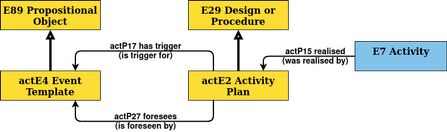 E89 Propositional
Object
E29 Design or
Procedure
actP17 has trigger
(is trigger for)
actP15 realised
(was realised by)
E7 Activity
actE4 Event
Template
actE2 Activity
Plan
actP27 foresees
(is foreseen by)